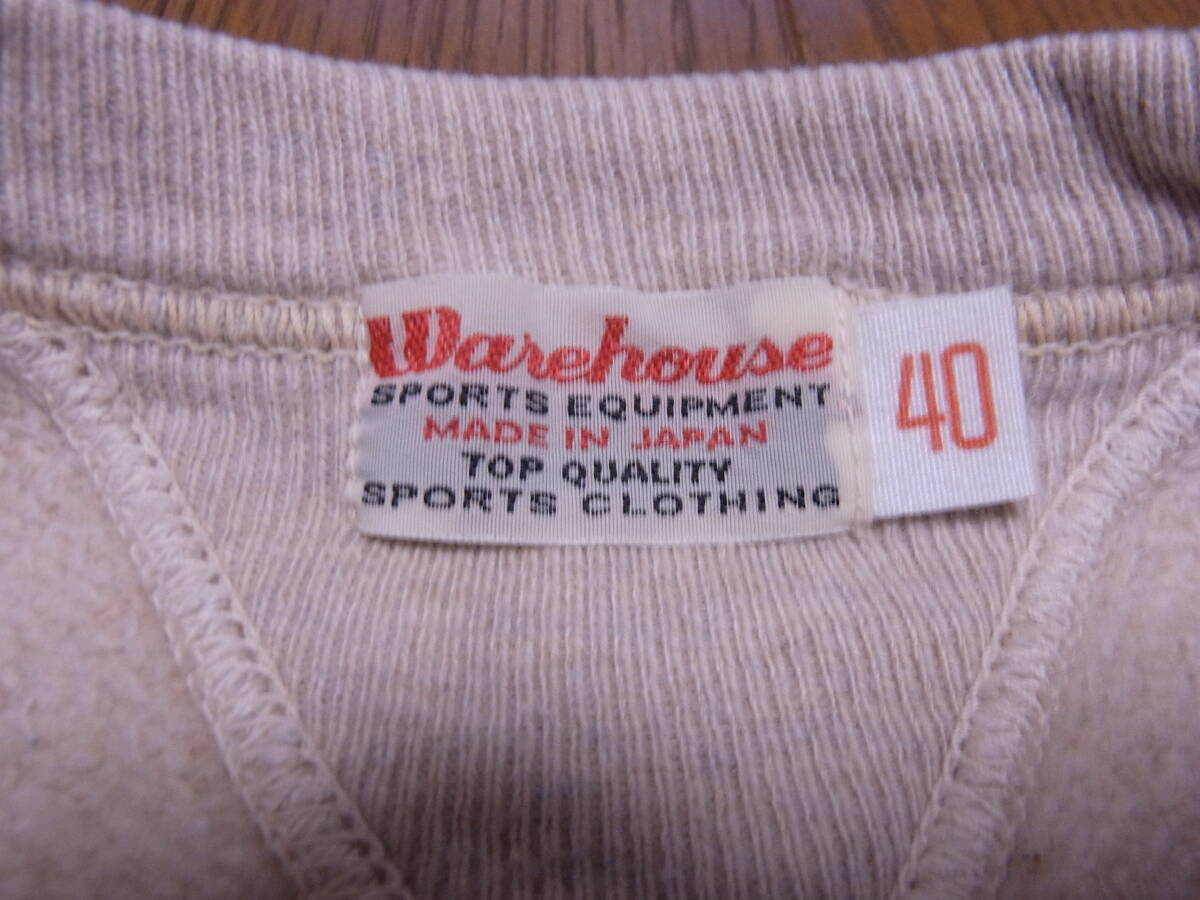 Warehouse
SPORTS EQUIPMENT
MADE IN JAPAN
TOP QUALITY
SPORTS CLOTHING
40